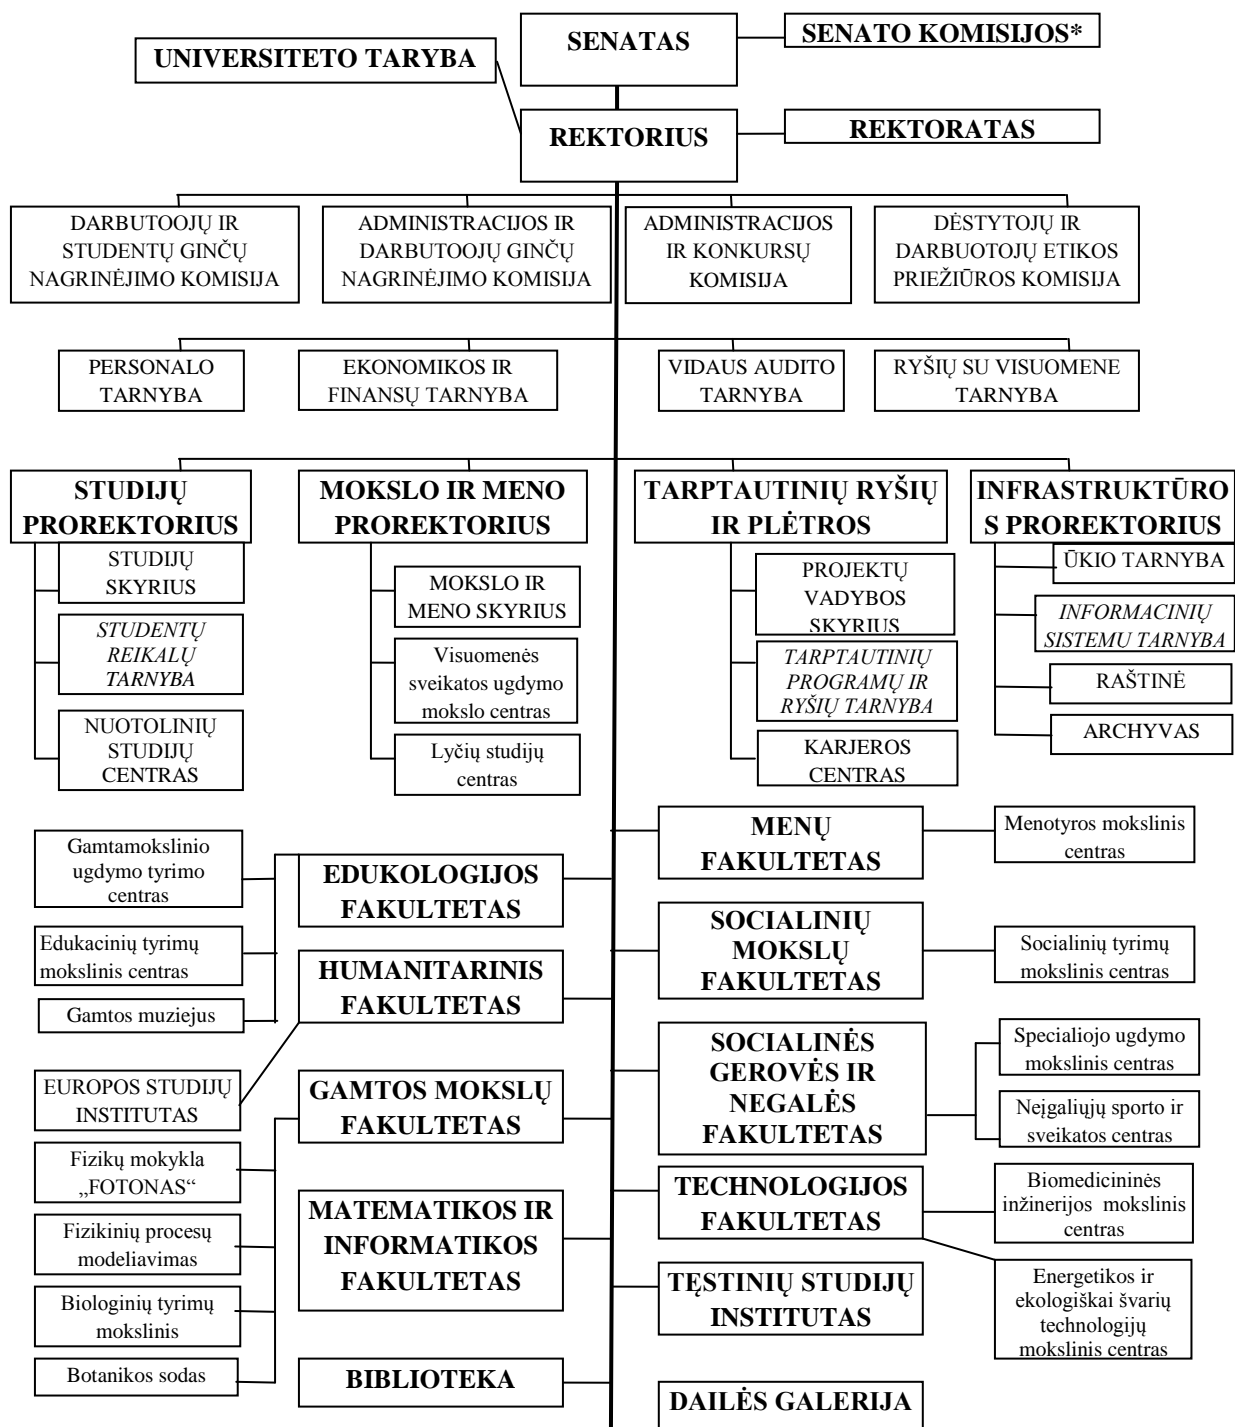 SENATAS
SENATO KOMISIJOS*
UNIVERSITETO TARYBA
REKTORIUS
REKTORATAS
DARBUTOOJŲ IR
STUDENTŲ GINČŲ
NAGRINĖJIMO KOMISIJA
ADMINISTRACIJOS IR
DARBUTOOJŲ GINČŲ
NAGRINĖJIMO KOMISIJA
ADMINISTRACIJOS
IR KONKURSŲ
KOMISIJA
DĖSTYTOJŲ IR
DARBUOTOJŲ ETIKOS
PRIEŽIŪROS KOMISIJA
PERSONALO
TARNYBA
EKONOMIKOS IR
FINANSŲ TARNYBA
VIDAUS AUDITO
TARNYBA
RYŠIŲ SU VISUOMENE
TARNYBA
STUDIJŲ
PROREKTORIUS
MOKSLO IR MENO
PROREKTORIUS
TARPTAUTINIŲ RYŠIŲ
IR PLĖTROS
INFRASTRUKTŪRO
S PROREKTORIUS
STUDIJŲ
SKYRIUS
STUDENTŲ
REIKALŲ
TARNYBA
NUOTOLINIŲ
STUDIJŲ
CENTRAS
MOKSLO IR
MENO SKYRIUS
Visuomenės
sveikatos ugdymo
mokslo centras
Lyčių studijų
centras
PROJEKTŲ
VADYBOS
SKYRIUS
TARPTAUTINIŲ
PROGRAMŲ IR
RYŠIŲ TARNYBA
KARJEROS
CENTRAS
ŪKIO TARNYBA
INFORMACINIŲ
SISTEMU TARNYBA
RAŠTINĖ
ARCHYVAS
Gamtamokslinio
ugdymo tyrimo
centras
Edukacinių tyrimų
mokslinis centras
Gamtos muziejus
EUROPOS STUDIJŲ
INSTITUTAS
Fizikų mokykla
„FOTONAS“
Fizikinių procesų
modeliavimas
Biologinių tyrimų
mokslinis
Botanikos sodas
EDUKOLOGIJOS
FAKULTETAS
HUMANITARINIS
FAKULTETAS
GAMTOS MOKSLŲ
FAKULTETAS
MATEMATIKOS IR
INFORMATIKOS
FAKULTETAS
BIBLIOTEKA
MENŲ
FAKULTETAS
SOCIALINIŲ
MOKSLŲ
FAKULTETAS
SOCIALINĖS
GEROVĖS IR
NEGALĖS
FAKULTETAS
TECHNOLOGIJOS
FAKULTETAS
TĘSTINIŲ STUDIJŲ
INSTITUTAS
DAILĖS GALERIJA
Menotyros mokslinis
centras
Socialinių tyrimų
mokslinis centras
Specialiojo ugdymo
mokslinis centras
Neįgaliųjų sporto ir
sveikatos centras
Biomedicininės
inžinerijos mokslinis
centras
Energetikos ir
ekologiškai švarių
technologijų
mokslinis centras